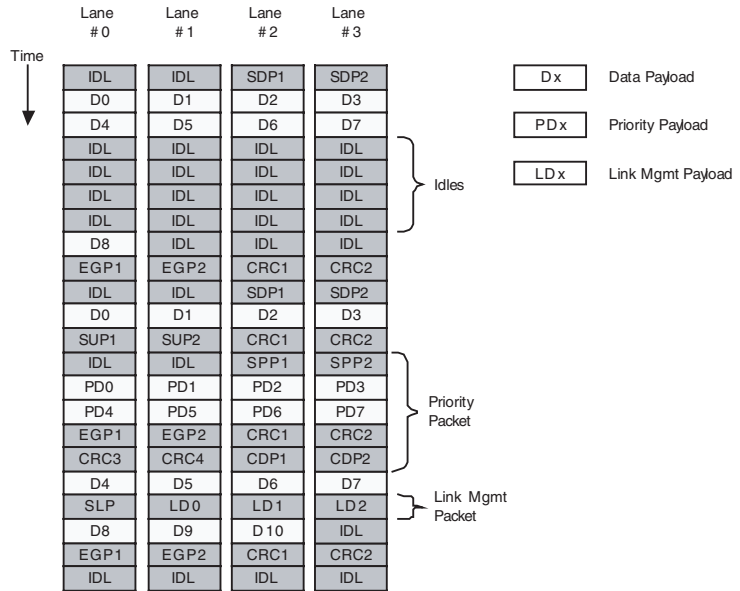 Lane Lane Lane Lane
# 0 # 1 # 2 # 3
Time
IDL IDL SDP1 SDP2
D0 D1 D2 D3
D4 D5 D6 D7
IDL IDL IDL IDL
IDL IDL IDL IDL
IDL IDL IDL IDL
IDL IDL IDL IDL
D8 IDL IDL IDL
EGP1 EGP2 CRC1 CRC2
IDL IDL SDP1 SDP2
D0 D1 D2 D3
SUP1 SUP2 CRC1 CRC2
IDL IDL SPP1 SPP2
PD0 PD1 PD2 PD3
PD4 PD5 PD6 PD7
EGP1 EGP2 CRC1 CRC2
CRC3 CRC4 CDP1 CDP2
D4 D5 D6 D7
SLP LD0 LD1 LD2
D8 D9 D10 IDL
EGP1 EGP2 CRC1 CRC2
IDL IDL IDL IDL
Idles
Priority
Packet
Link Mgmt
Packet
Dx Data Payload
PDx Priority Payload
LDx Link Mgmt Payload